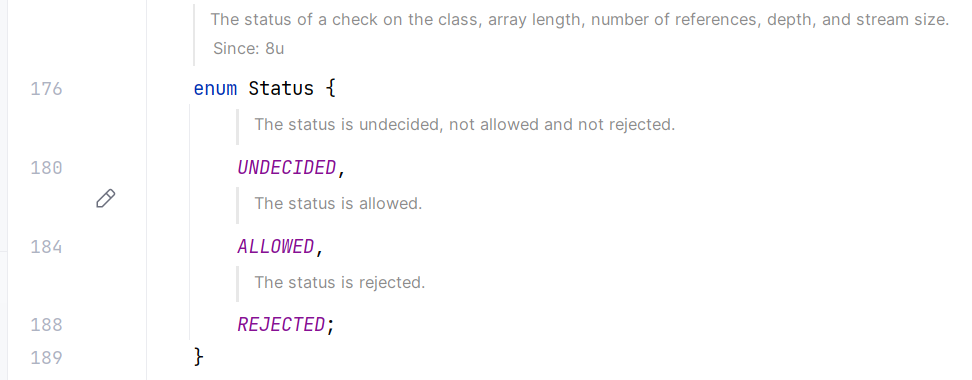 The status of a check on the class, array length, number of references, depth, and stream size.
Since: 8u
176 enum Status {
The status is undecided, not allowed and not rejected.
180 UNDECIDED,
The status is allowed.
184 ALLOWED,
The status is rejected.
188 REJECTED;
189 }